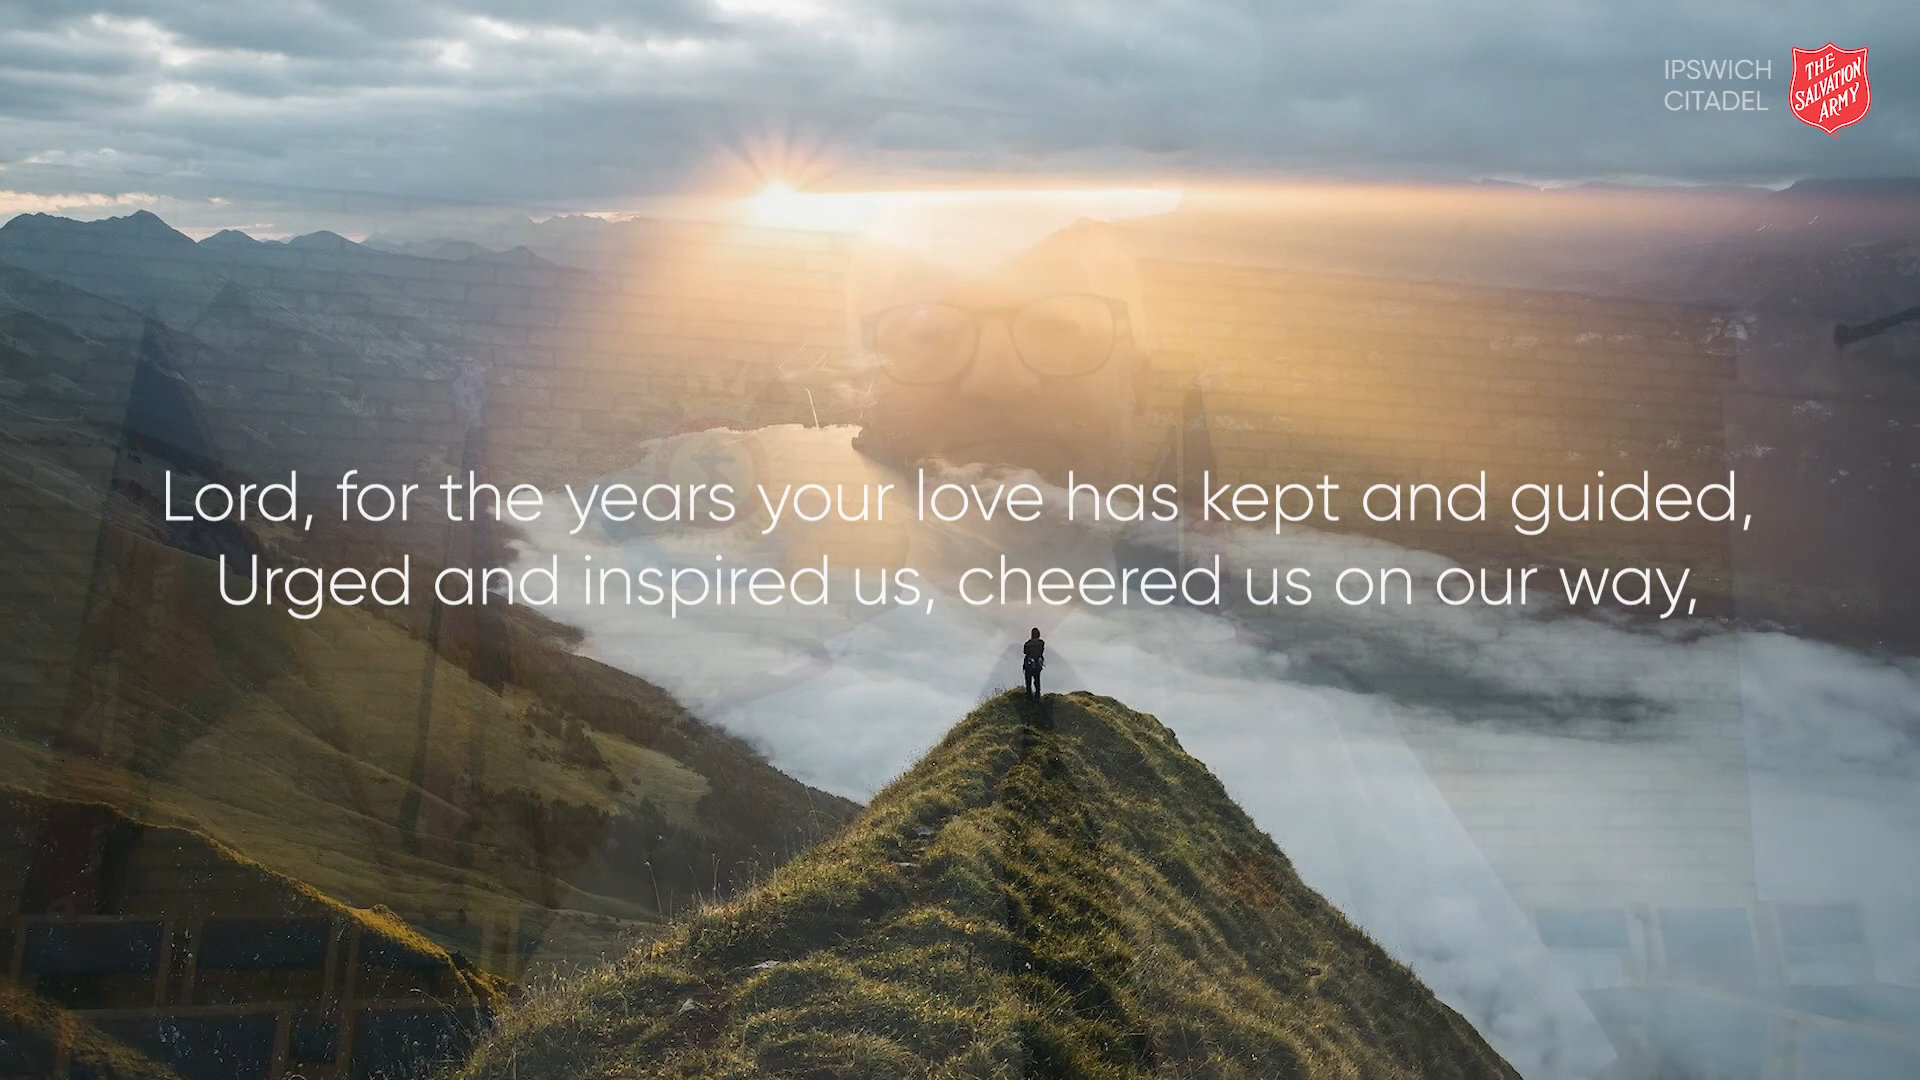 IPSWICH
CITADEL
THE
SALVATION
ARMY
Lord, for the years your love has kept and guided,
Urged and inspired us, cheered us on our way,